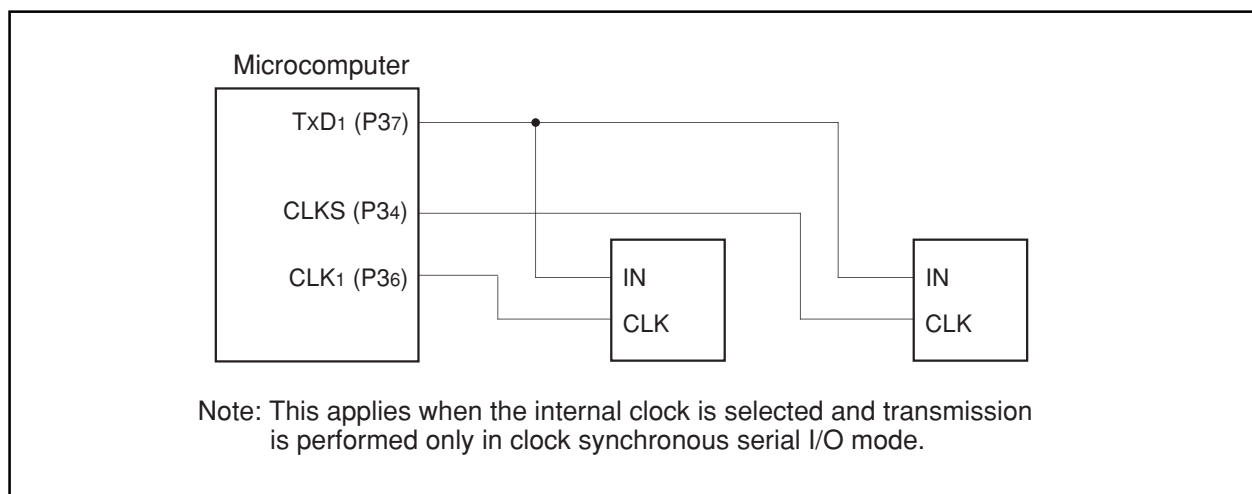 Microcomputer
TxD1 (P37)
CLKS (P34)
CLK1 (P36)
IN
CLK
IN
CLK
Note: This applies when the internal clock is selected and transmission
is performed only in clock synchronous serial I/O mode.